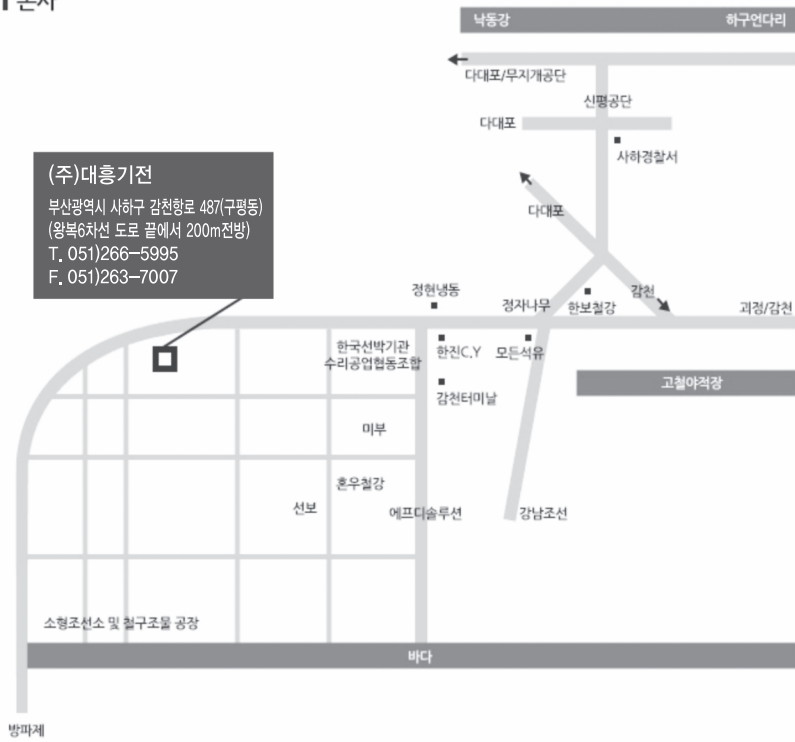 본사
낙동강
하구언다리
다대포/무지개공단
신평공단
다대포
사하경찰서
(주)대흥기전
부산광역시 사하구 감천항로 487(구평동)
(왕복6차선 도로 끝에서 200m전방)
T. 051)266-5995
F. 051)263-7007
다대포
정현냉동
정자나무
한보철강
감천
괴정/감천
한국선박기관
수리공업협동조합
한진C.Y
모든석유
감천터미날
고철야적장
미부
혼우철강
선보
에프디솔루션
강남조선
소형조선소 및 철구조물 공장
바다
방파제